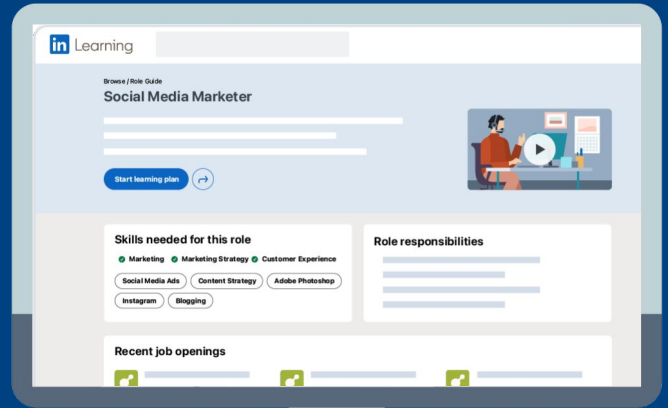 in Learning
Browse / Role Guide
Social Media Marketer
Start learning plan
Skills needed for this role
Marketing Marketing Strategy Customer Experience
Social Media Ads Content Strategy Adobe Photoshop
Instagram Blogging
Role responsibilities
Recent job openings